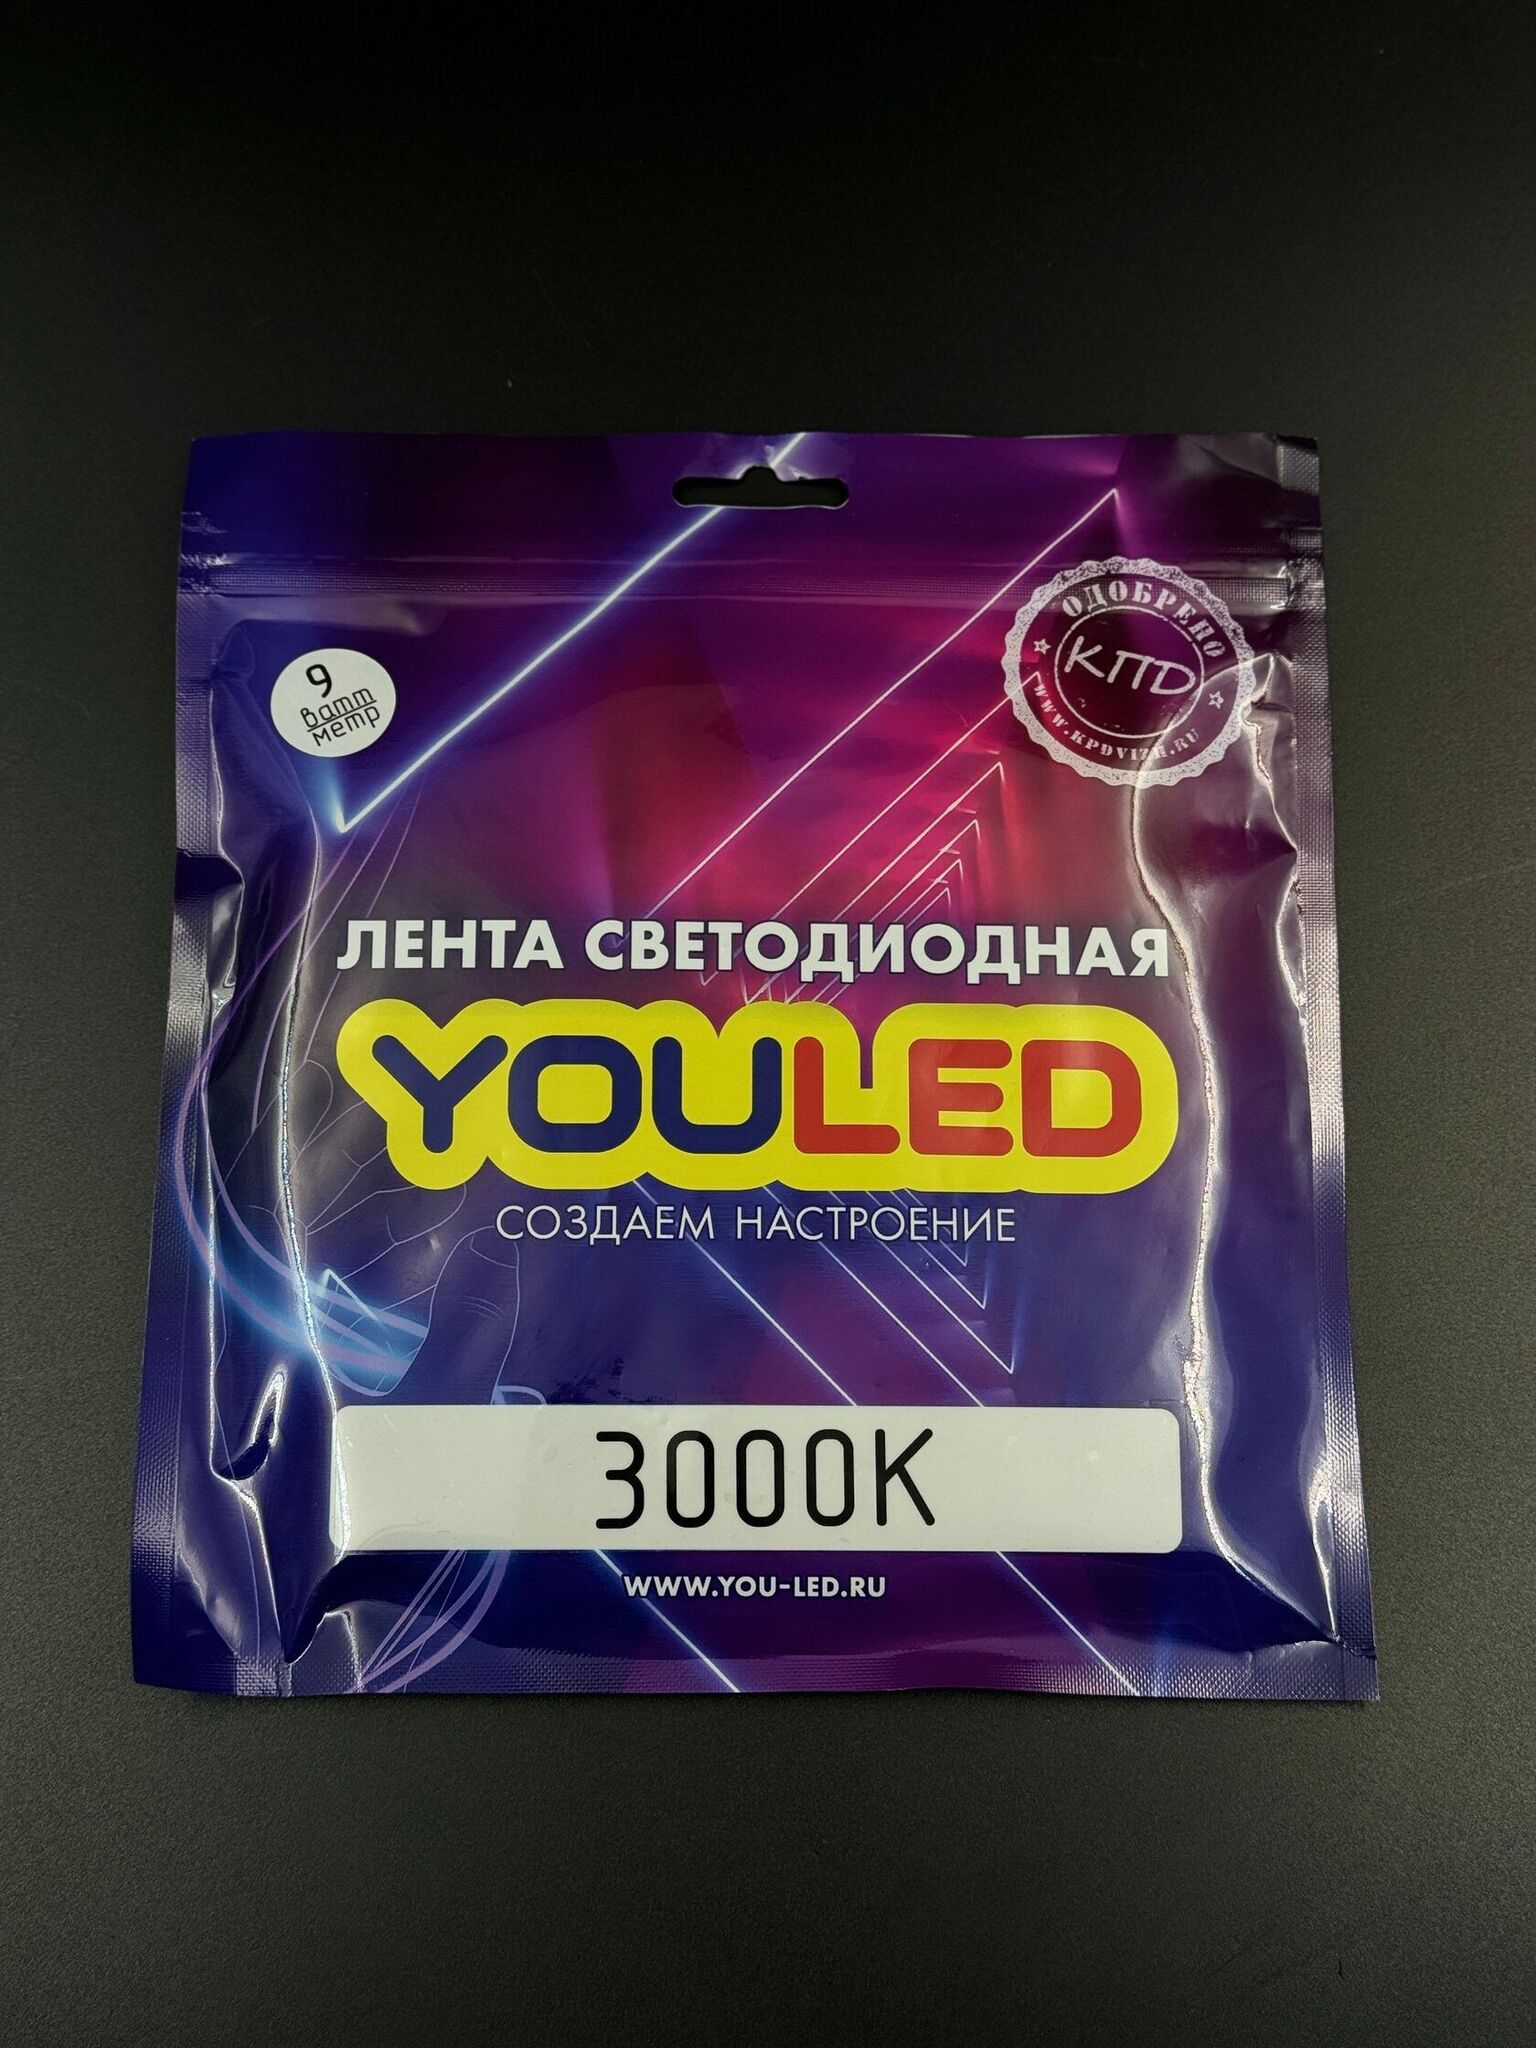 9
ватт
метр
ОДОБРЕНО
КПД
WWW.KPDVIZH.RU
ЛЕНТА СВЕТОДИОДНАЯ
YOULED
СОЗДАЕМ НАСТРОЕНИЕ
3000K
WWW.YOU-LED.RU